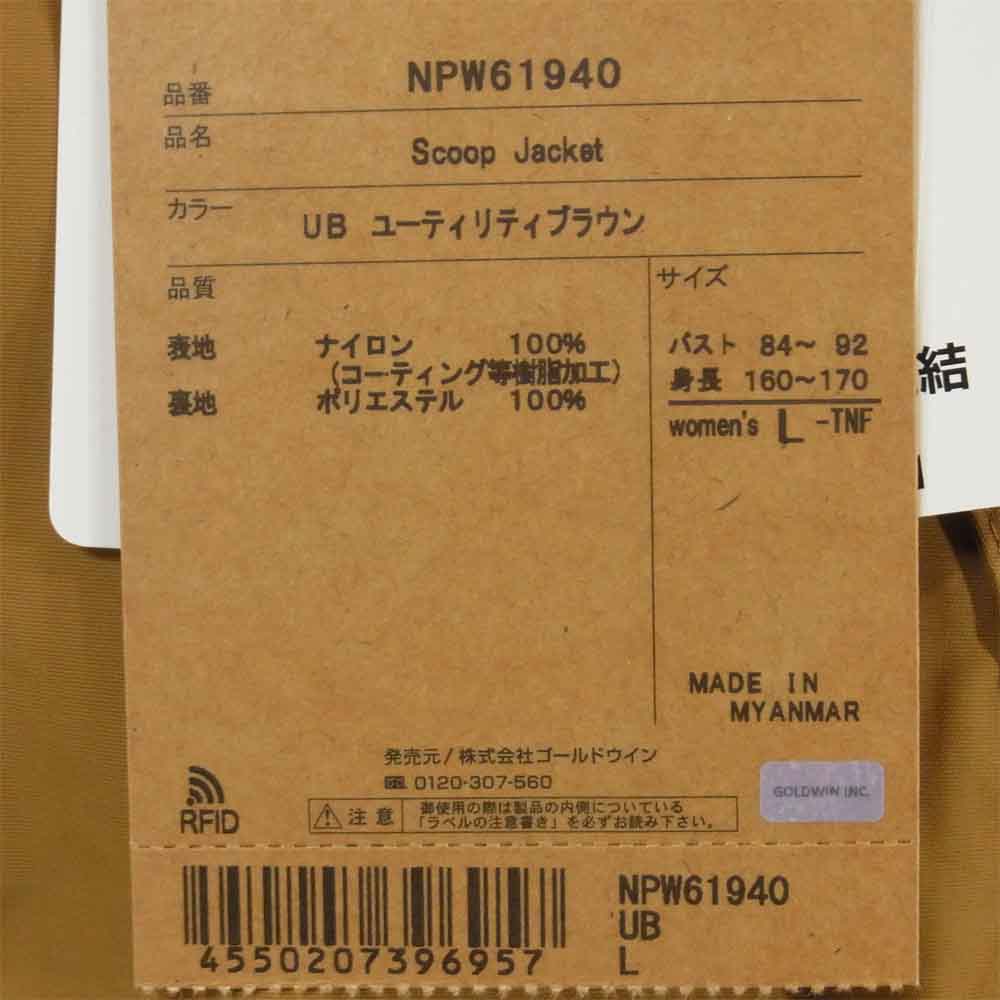 品番 NPW61940
品名 Scoop Jacket
カラー UB ユーティリティブラウン
品質
表地 ナイロン 100%
(コーティング等樹脂加工)
裏地 ポリエステル 100%
サイズ
バスト 84～ 92
身長 160～170
women's L -TNF
結
MADE IN
MYANMAR
発売元/株式会社ゴールドウイン
0120-307-560
RFID
注意
御使用の際は製品の内側についている
「ラベルの注意書き」を必ずお読み下さい。
GOLDWIN INC.
4550207396957
NPW61940
UB
L